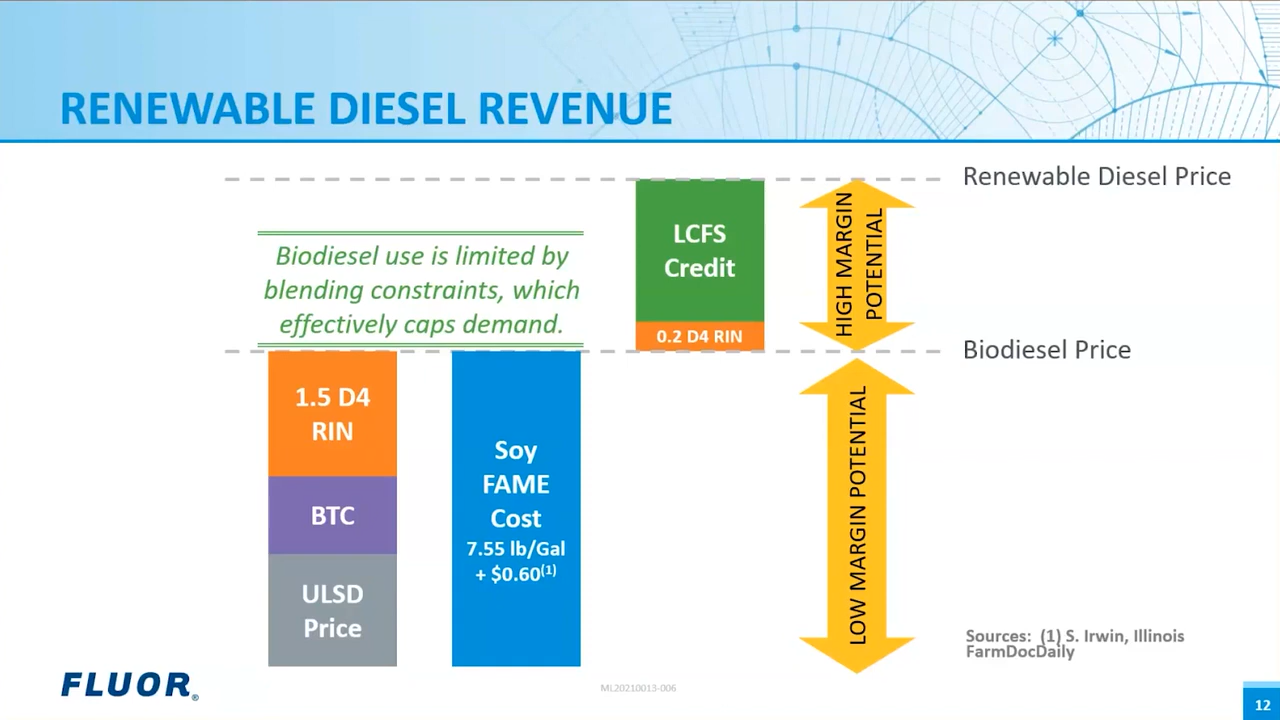 RENEWABLE DIESEL REVENUE
Renewable Diesel Price
LCFS
Credit
0.2 D4 RIN
HIGH MARGIN
POTENTIAL
Biodiesel use is limited by
blending constraints, which
effectively caps demand.
Biodiesel Price
1.5 D4
RIN
BTC
ULSD
Price
Soy
FAME
Cost
7.55 lb/Gal
+ $0.60(1)
LOW MARGIN POTENTIAL
Sources: (1) S. Irwin, Illinois
FarmDocDaily
FLUOR®
ML20210013-006
12